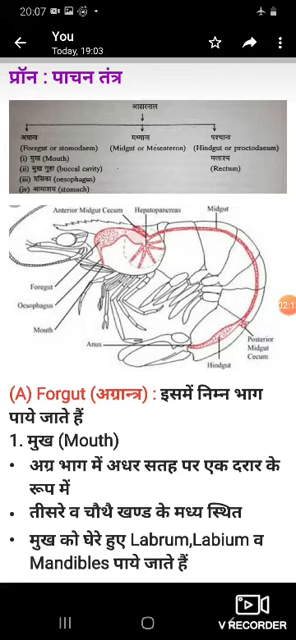 20:07
You
Today, 19:03
प्रॉन : पाचन तंत्र
आहारनाल
अग्रान्त्र मध्यान्त्र पश्चान्त्र
(Foregut or stomodaem) (Midgut or Mesenteron) (Hindgut or proctodaeum)
(i) मुख (Mouth) मलाशय
(ii) मुख गुहा (buccal cavity) (Rectum)
(iii) ग्रसिका (oesophagus)
(iv) आमाशय (stomach)
Anterior Midgut Cecum Hepatopancreas Midgut
Foregut
Oesophagus
Mouth
Anus
Posterior
Midgut
Cecum
Hindgut
(A) Forgut (अग्रान्त्र) : इसमें निम्न भाग
पाये जाते हैं
1. मुख (Mouth)
• अग्र भाग में अधर सतह पर एक दरार के
रूप में
• तीसरे व चौथे खण्ड के मध्य स्थित
• मुख को घेरे हुए Labrum,Labium व
Mandibles पाये जाते हैं
V RECORDER